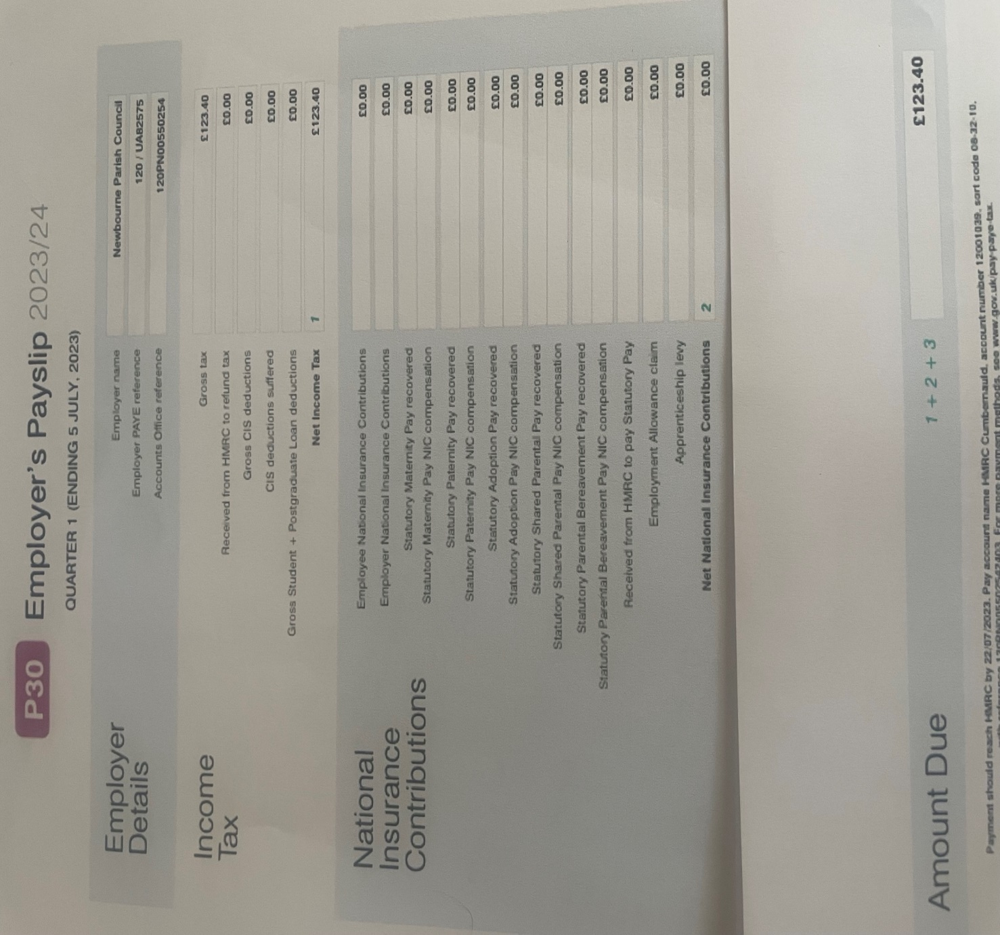 P30 Employer's Payslip 2023/24
QUARTER 1 (ENDING 5 JULY, 2023)
Employer
Details
Employer name Newbourne Parish Council
Employer PAYE reference 120 / UA82575
Accounts Office reference 120PN00550254
Income
Tax
Gross tax £123.40
Received from HMRC to refund tax £0.00
Gross CIS deductions £0.00
CIS deductions suffered £0.00
Gross Student + Postgraduate Loan deductions £0.00
Net Income Tax 1 £123.40
National
Insurance
Contributions
Employee National Insurance Contributions £0.00
Employer National Insurance Contributions £0.00
Statutory Maternity Pay recovered £0.00
Statutory Maternity Pay NIC compensation £0.00
Statutory Paternity Pay recovered £0.00
Statutory Paternity Pay NIC compensation £0.00
Statutory Adoption Pay recovered £0.00
Statutory Adoption Pay NIC compensation £0.00
Statutory Shared Parental Pay recovered £0.00
Statutory Shared Parental Pay NIC compensation £0.00
Statutory Parental Bereavement Pay recovered £0.00
Statutory Parental Bereavement Pay NIC compensation £0.00
Received from HMRC to pay Statutory Pay £0.00
Employment Allowance claim £0.00
Apprenticeship levy £0.00
Net National Insurance Contributions 2 £0.00
Amount Due 1 + 2 + 3 £123.40
Payment should reach HMRC by 22/07/2023. Pay account name HMRC Cumbernauld, account number 12001039, sort code 08-32-10,
For more payment methods, see www.gov.uk/pay-paye-tax.